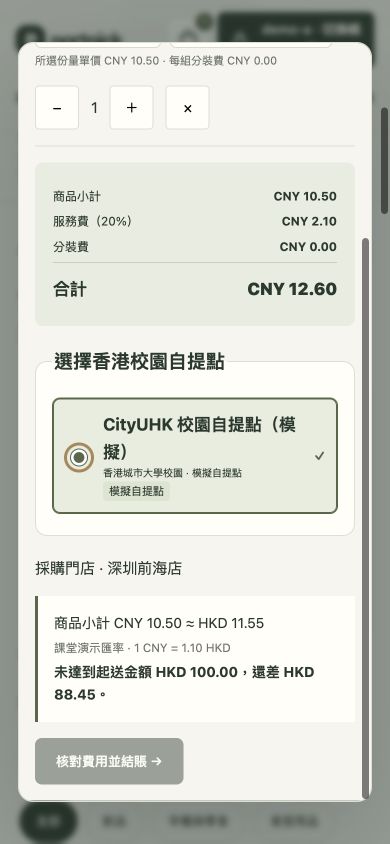 所選份量單價 CNY 10.50 · 每組分裝費 CNY 0.00
− 1 + ×
商品小計 CNY 10.50
服務費（20%） CNY 2.10
分裝費 CNY 0.00
合計 CNY 12.60
選擇香港校園自提點
CityUHK 校園自提點（模
擬）
香港城市大學校園 · 模擬自提點
模擬自提點
採購門店 · 深圳前海店
商品小計 CNY 10.50 ≈ HKD 11.55
課堂演示匯率 · 1 CNY = 1.10 HKD
未達到起送金額 HKD 100.00，還差 HKD
88.45。
核對費用並結賬 →